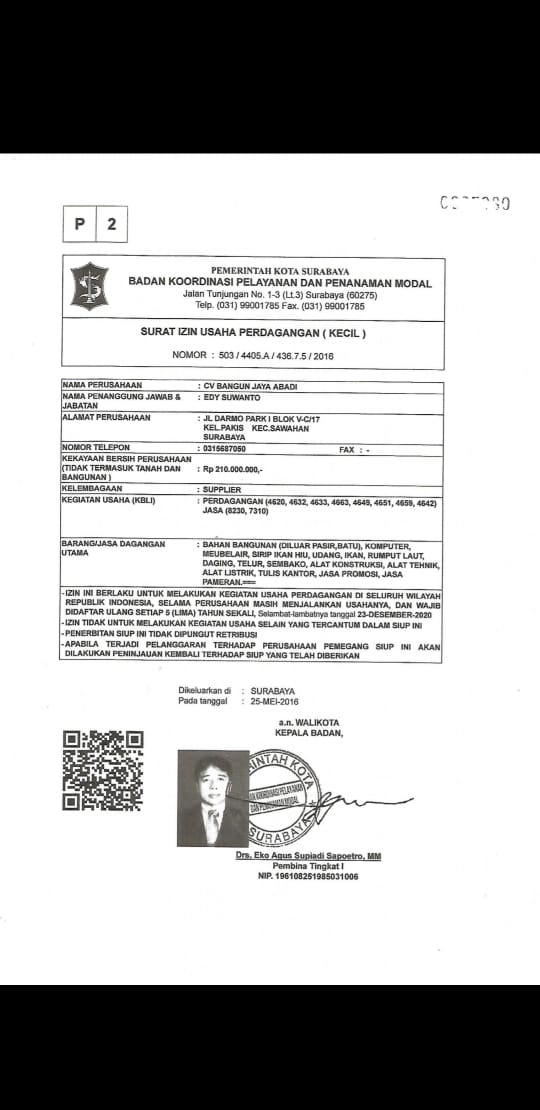 P 2
PEMERINTAH KOTA SURABAYA
BADAN KOORDINASI PELAYANAN DAN PENANAMAN MODAL
Jalan Tunjungan No. 1-3 (Lt.3) Surabaya (60275)
Telp. (031) 99001785 Fax. (031) 99001785
SURAT IZIN USAHA PERDAGANGAN ( KECIL )
NOMOR : 503 / 4405.A / 436.7.5 / 2016
NAMA PERUSAHAAN : CV BANGUN JAYA ABADI
NAMA PENANGGUNG JAWAB & : EDY SUWANTO
JABATAN
ALAMAT PERUSAHAAN : JL DARMO PARK I BLOK V-C/17
KEL.PAKIS KEC.SAWAHAN
SURABAYA
NOMOR TELEPON : 0315687050 FAX : -
KEKAYAAN BERSIH PERUSAHAAN
(TIDAK TERMASUK TANAH DAN : Rp 210.000.000,-
BANGUNAN )
KELEMBAGAAN : SUPPLIER
KEGIATAN USAHA (KBLI) : PERDAGANGAN (4620, 4632, 4633, 4663, 4649, 4651, 4659, 4642)
JASA (8230, 7310)
BARANG/JASA DAGANGAN : BAHAN BANGUNAN (DILUAR PASIR,BATU), KOMPUTER,
UTAMA MEUBELAIR, SIRIP IKAN HIU, UDANG, IKAN, RUMPUT LAUT,
DAGING, TELUR, SEMBAKO, ALAT KONSTRUKSI, ALAT TEHNIK,
ALAT LISTRIK, TULIS KANTOR, JASA PROMOSI, JASA
PAMERAN.===
-IZIN INI BERLAKU UNTUK MELAKUKAN KEGIATAN USAHA PERDAGANGAN DI SELURUH WILAYAH
REPUBLIK INDONESIA, SELAMA PERUSAHAAN MASIH MENJALANKAN USAHANYA, DAN WAJIB
DIDAFTAR ULANG SETIAP 5 (LIMA) TAHUN SEKALI, Selambat-lambatnya tanggal 23-DESEMBER-2020
-IZIN TIDAK UNTUK MELAKUKAN KEGIATAN USAHA SELAIN YANG TERCANTUM DALAM SIUP INI
-PENERBITAN SIUP INI TIDAK DIPUNGUT RETRIBUSI
-APABILA TERJADI PELANGGARAN TERHADAP PERUSAHAAN PEMEGANG SIUP INI AKAN
DILAKUKAN PENINJAUAN KEMBALI TERHADAP SIUP YANG TELAH DIBERIKAN
Dikeluarkan di : SURABAYA
Pada tanggal : 25-MEI-2016
a.n. WALIKOTA
KEPALA BADAN,
KOORDINASI PELAYANAN
DAN PENANAMAN MODAL
SURABAYA
Drs. Eko Agus Supiadi Sapoetro, MM
Pembina Tingkat I
NIP. 196108251985031006